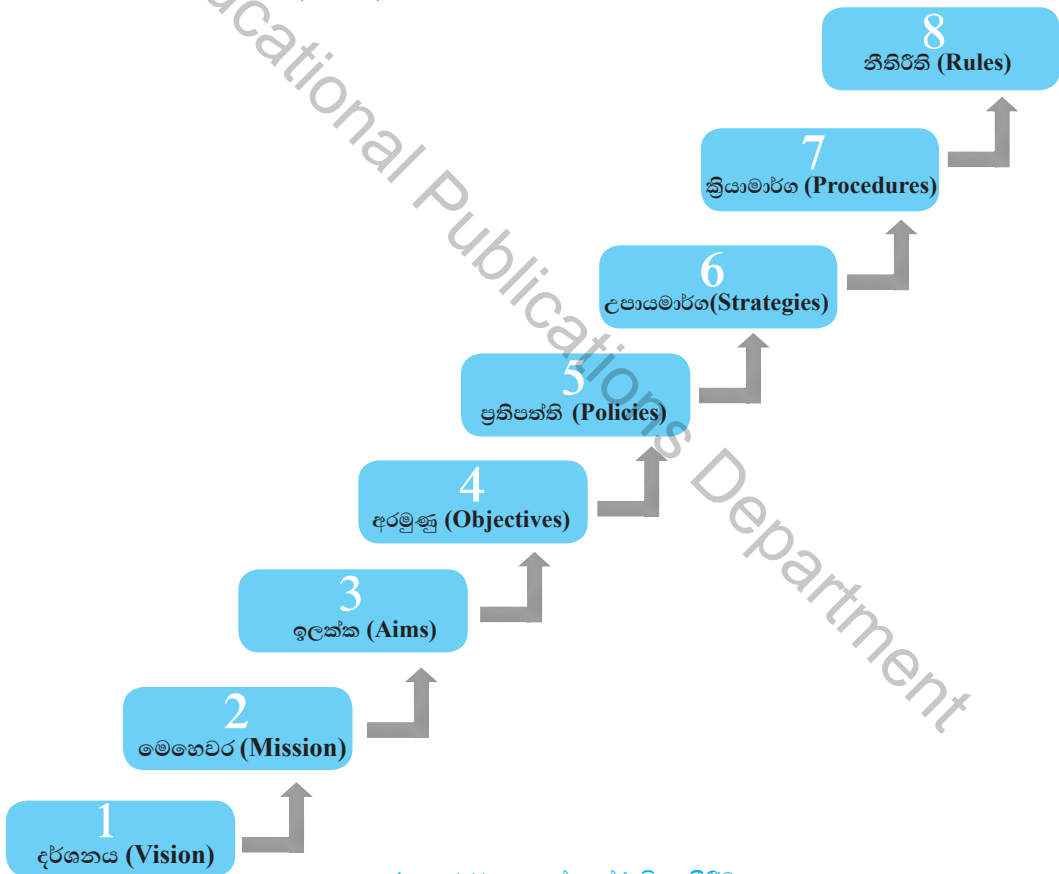 8
නීතිරීති (Rules)
7
ක්‍රියාමාර්ග (Procedures)
6
උපායමාර්ග(Strategies)
5
ප්‍රතිපත්ති (Policies)
4
අරමුණු (Objectives)
3
ඉලක්ක (Aims)
2
මෙහෙවර (Mission)
1
දර්ශනය (Vision)
ucational Publications Department